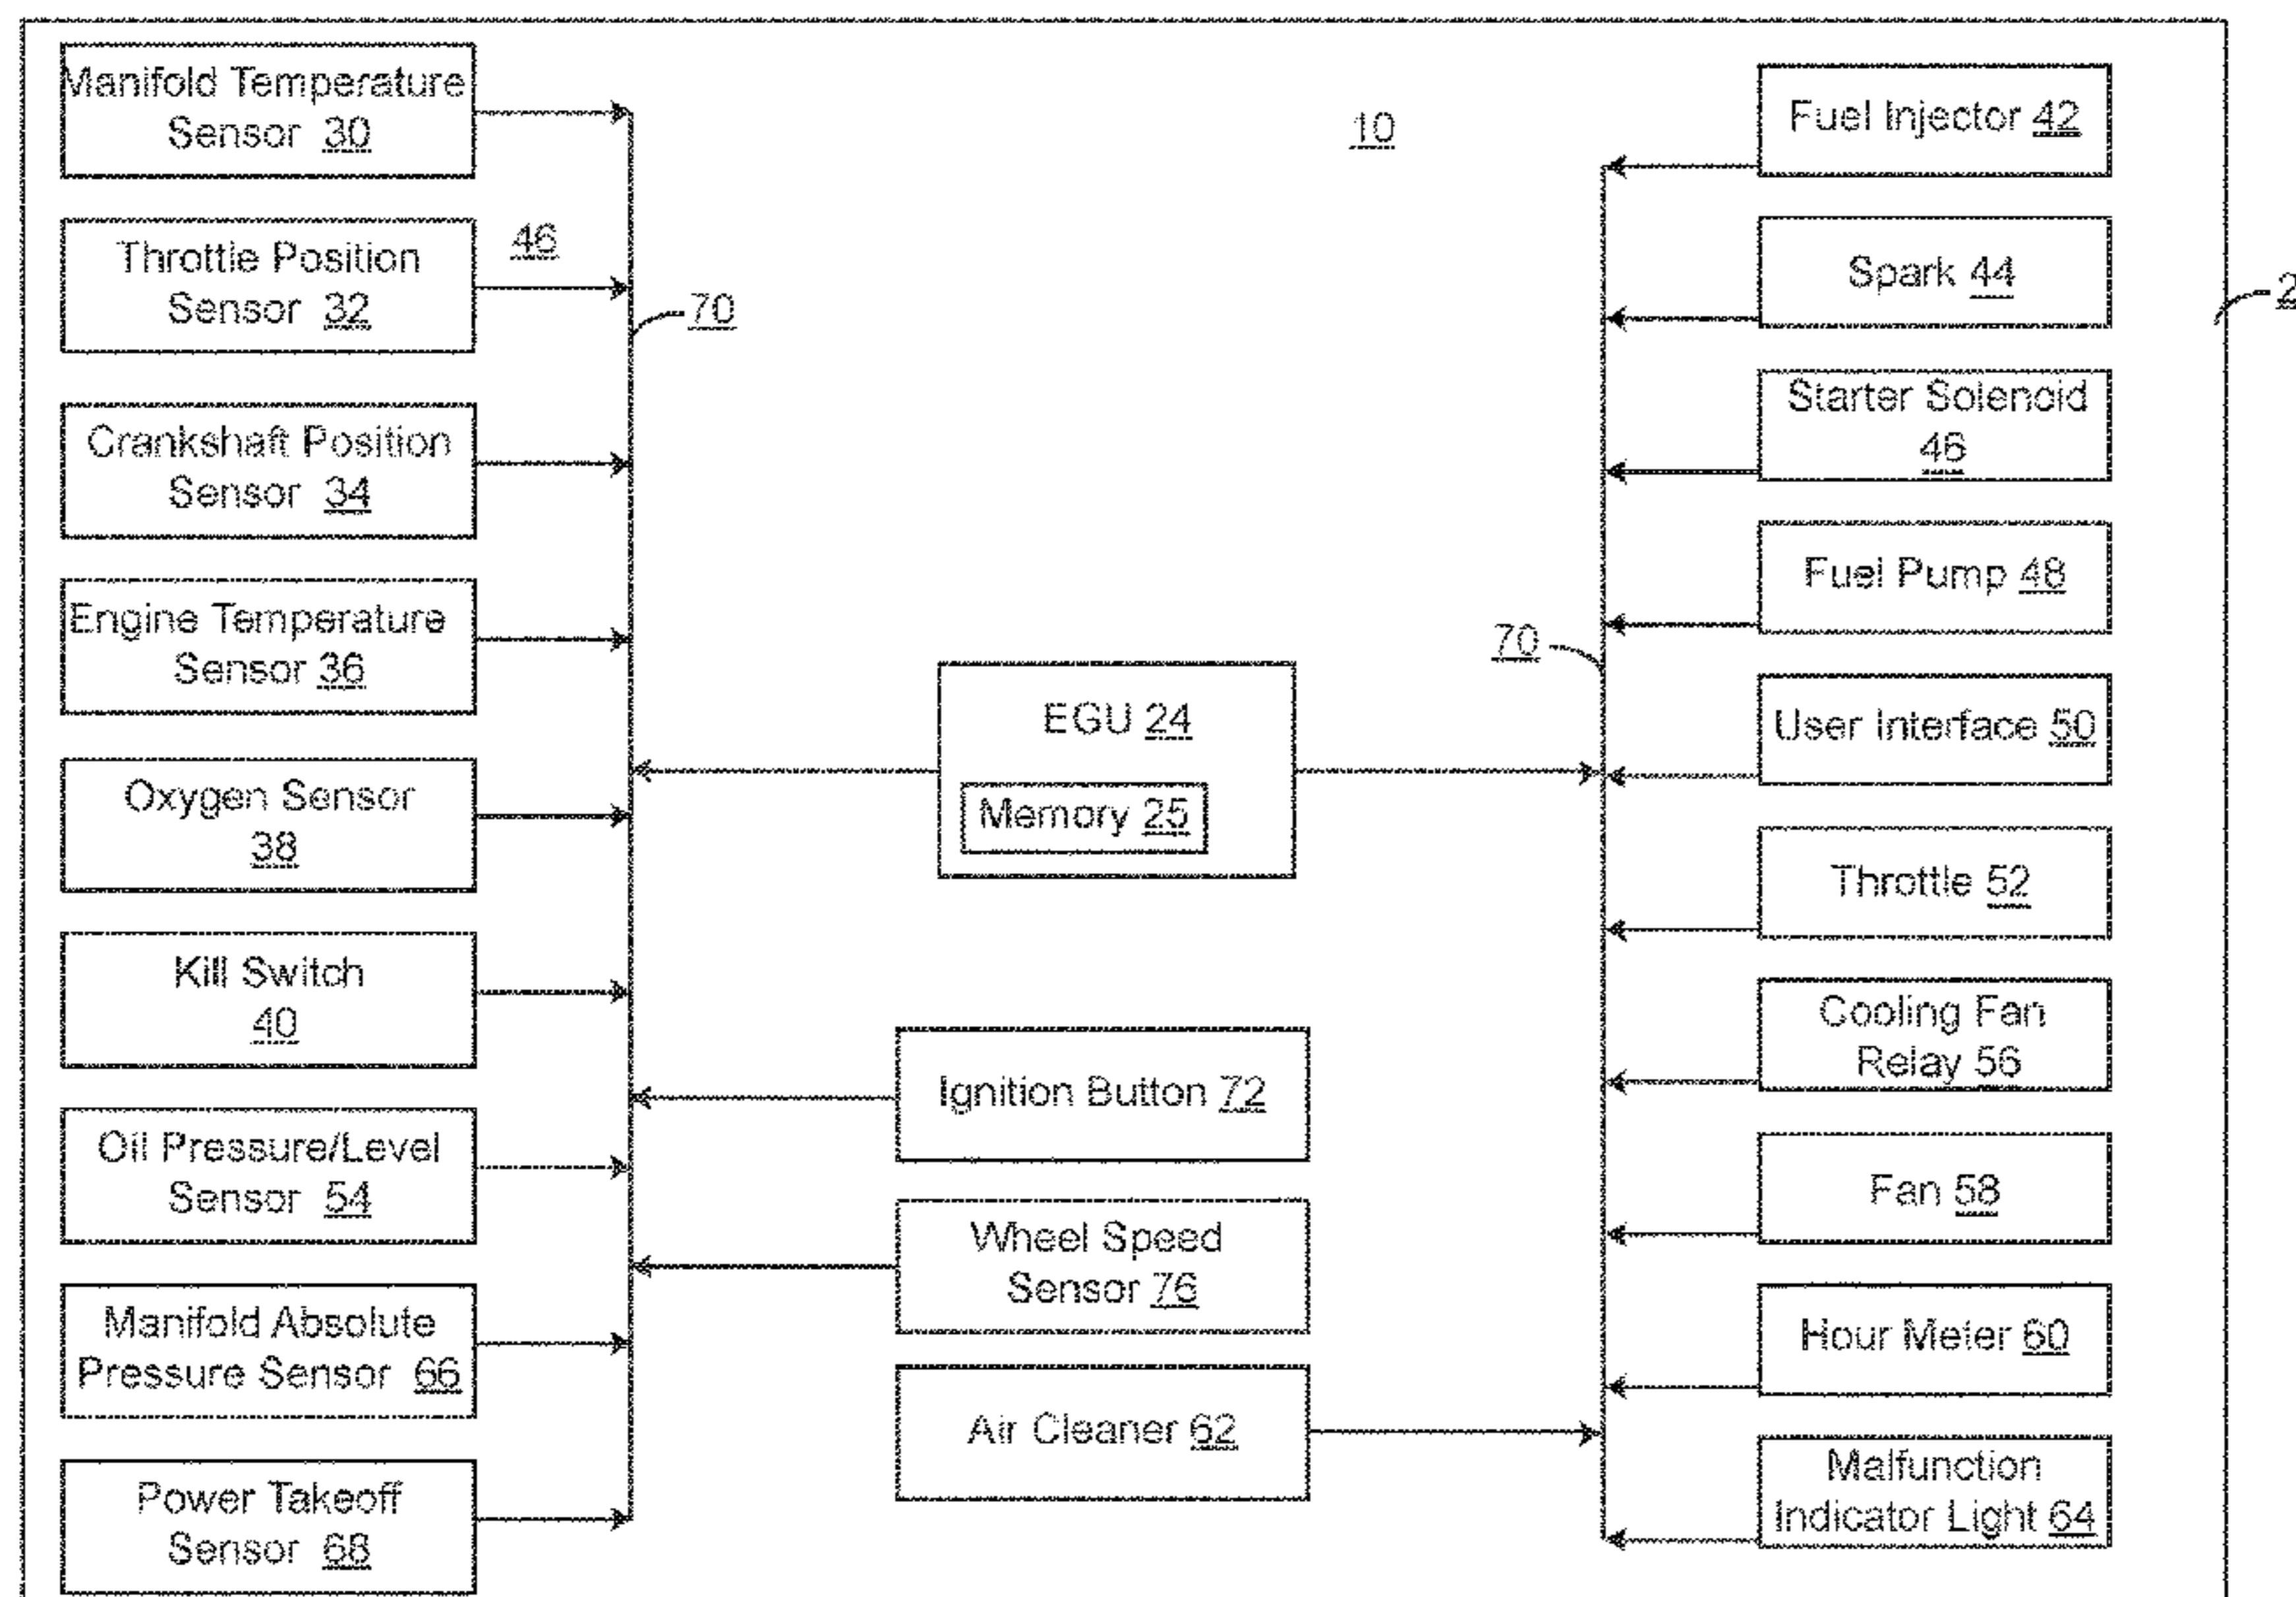 Manifold Temperature
Sensor 30
Throttle Position
Sensor 32
Crankshaft Position
Sensor 34
Engine Temperature
Sensor 36
Oxygen Sensor
38
Kill Switch
40
Oil Pressure/Level
Sensor 54
Manifold Absolute
Pressure Sensor 66
Power Takeoff
Sensor 68
46
70
10
EGU 24
Memory 25
Ignition Button 72
Wheel Speed
Sensor 76
Air Cleaner 62
70
Fuel Injector 42
Spark 44
Starter Solenoid
46
Fuel Pump 48
User Interface 50
Throttle 52
Cooling Fan
Relay 56
Fan 58
Hour Meter 60
Malfunction
Indicator Light 64